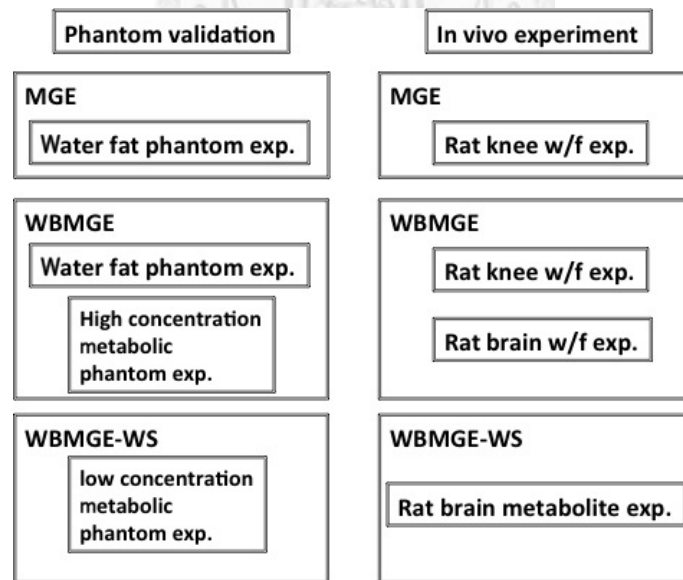 Phantom validation
MGE
Water fat phantom exp.
WBMGE
Water fat phantom exp.
High concentration
metabolic
phantom exp.
WBMGE-WS
low concentration
metabolic
phantom exp.
In vivo experiment
MGE
Rat knee w/f exp.
WBMGE
Rat knee w/f exp.
Rat brain w/f exp.
WBMGE-WS
Rat brain metabolite exp.